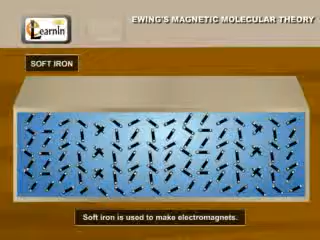 EWING'S MAGNETIC MOLECULAR THEORY
LearnIn
SOFT IRON
Soft iron is used to make electromagnets.